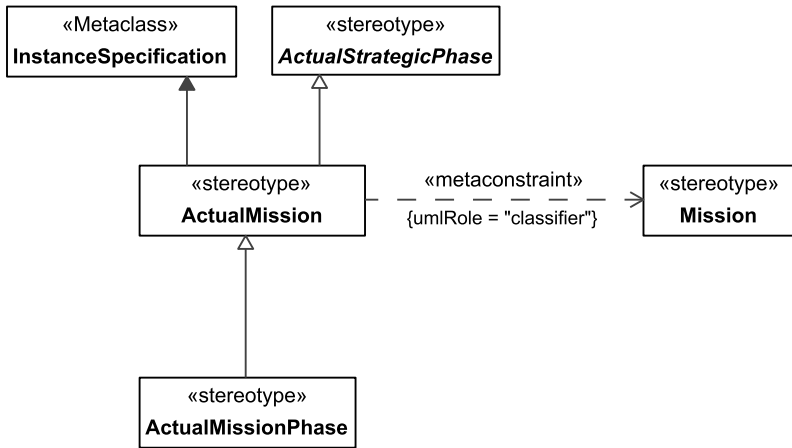 «Metaclass»
InstanceSpecification
«stereotype»
ActualStrategicPhase
«stereotype»
ActualMission
«metaconstraint»
{umlRole = "classifier"}
«stereotype»
Mission
«stereotype»
ActualMissionPhase